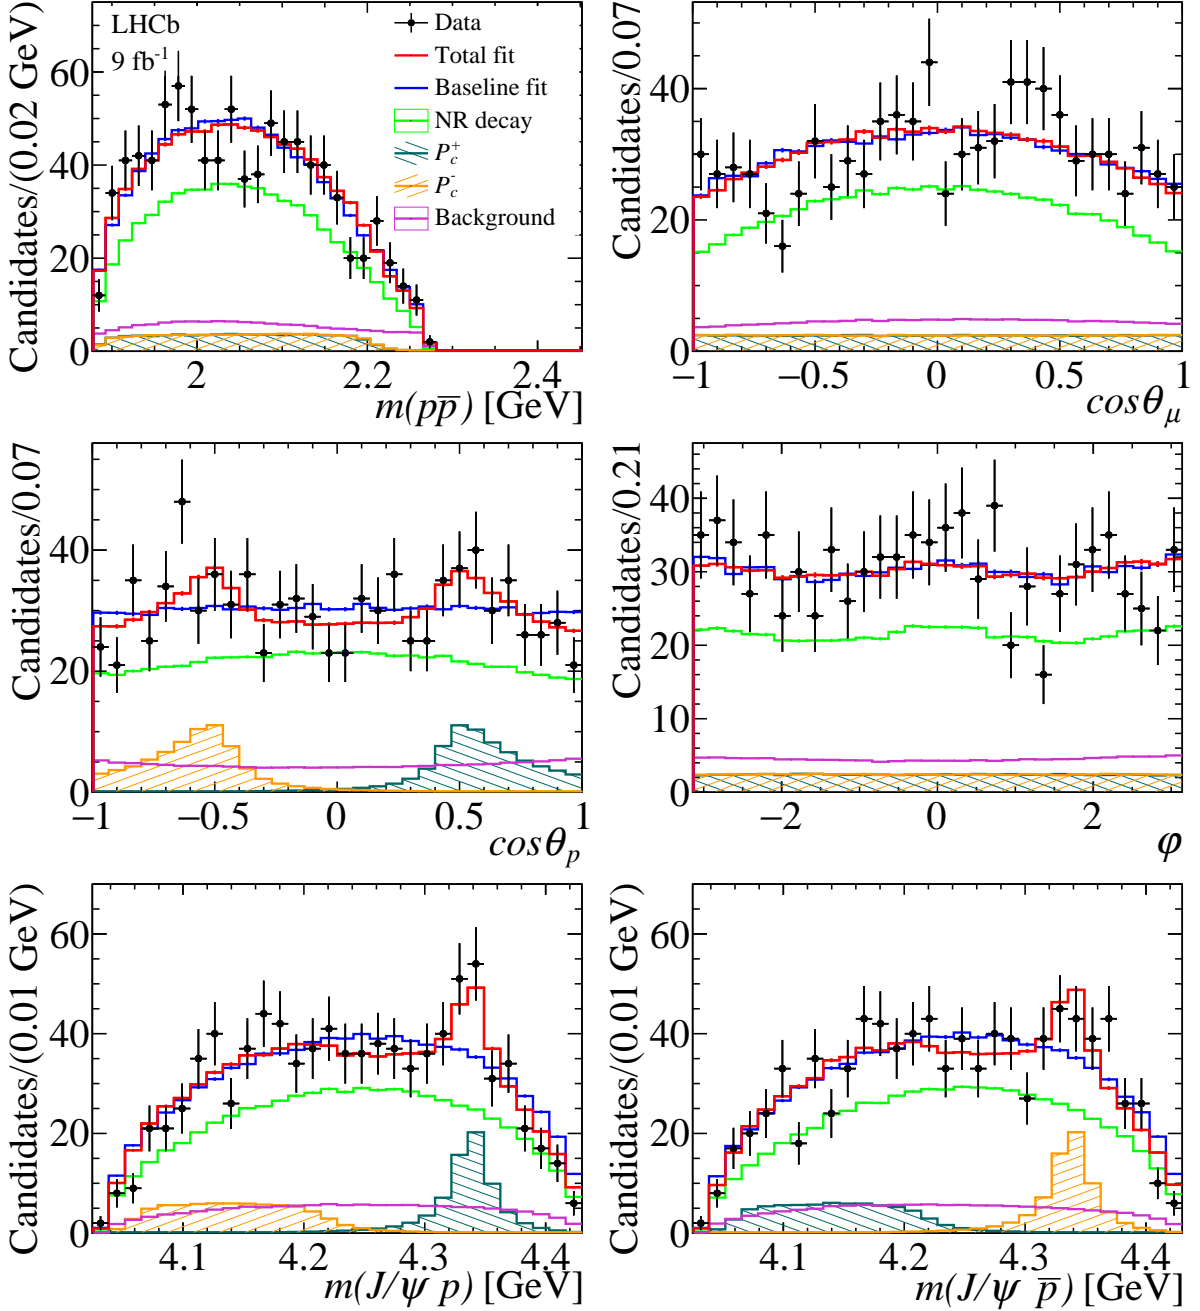 LHCb
9 fb⁻¹
Data
Total fit
Baseline fit
NR decay
P_c^+
P_c^-
Background
Candidates/(0.02 GeV)
0
20
40
60
2
2.2
2.4
m(pp̅) [GeV]
Candidates/0.07
0
20
40
−1
−0.5
0
0.5
1
cosθ_μ
Candidates/0.07
0
20
40
−1
−0.5
0
0.5
1
cosθ_p
Candidates/0.21
0
10
20
30
40
−2
0
2
φ
Candidates/(0.01 GeV)
0
20
40
60
4.1
4.2
4.3
4.4
m(J/ψ p) [GeV]
Candidates/(0.01 GeV)
0
20
40
60
4.1
4.2
4.3
4.4
m(J/ψ p̅) [GeV]